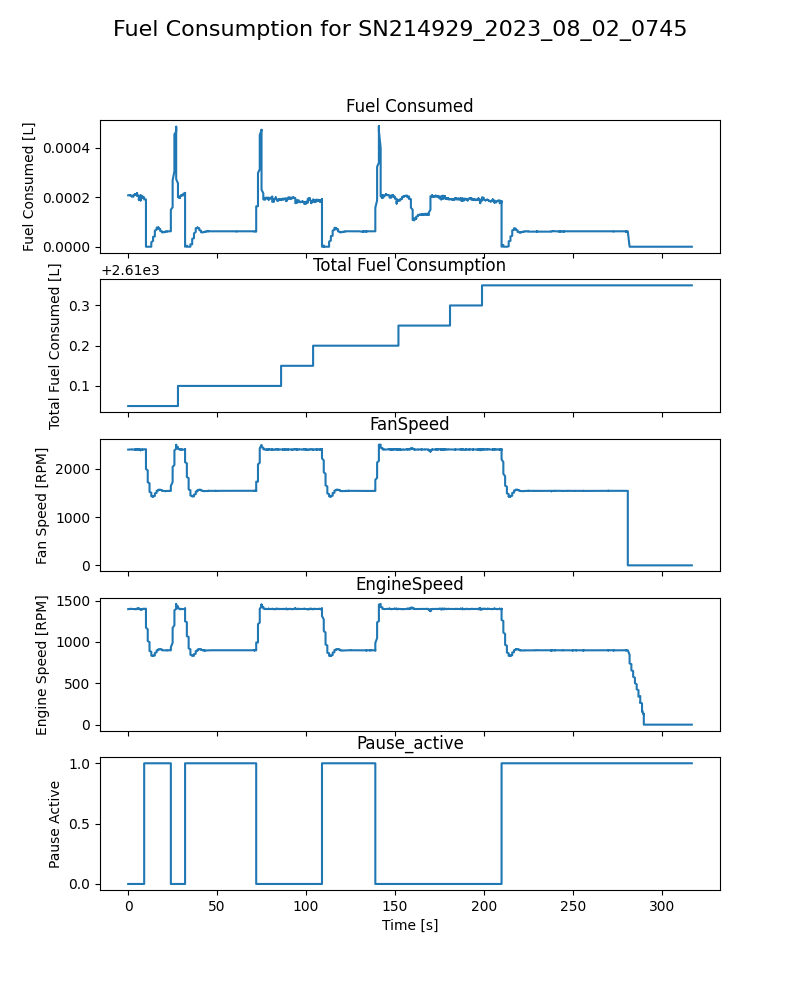 Fuel Consumption for SN214929_2023_08_02_0745
Fuel Consumed
Fuel Consumed [L]
0.0004
0.0002
0.0000
Total Fuel Consumption
+2.61e3
Total Fuel Consumed [L]
0.3
0.2
0.1
FanSpeed
Fan Speed [RPM]
2000
1000
0
EngineSpeed
Engine Speed [RPM]
1500
1000
500
0
Pause_active
Pause Active
1.0
0.5
0.0
0 50 100 150 200 250 300
Time [s]